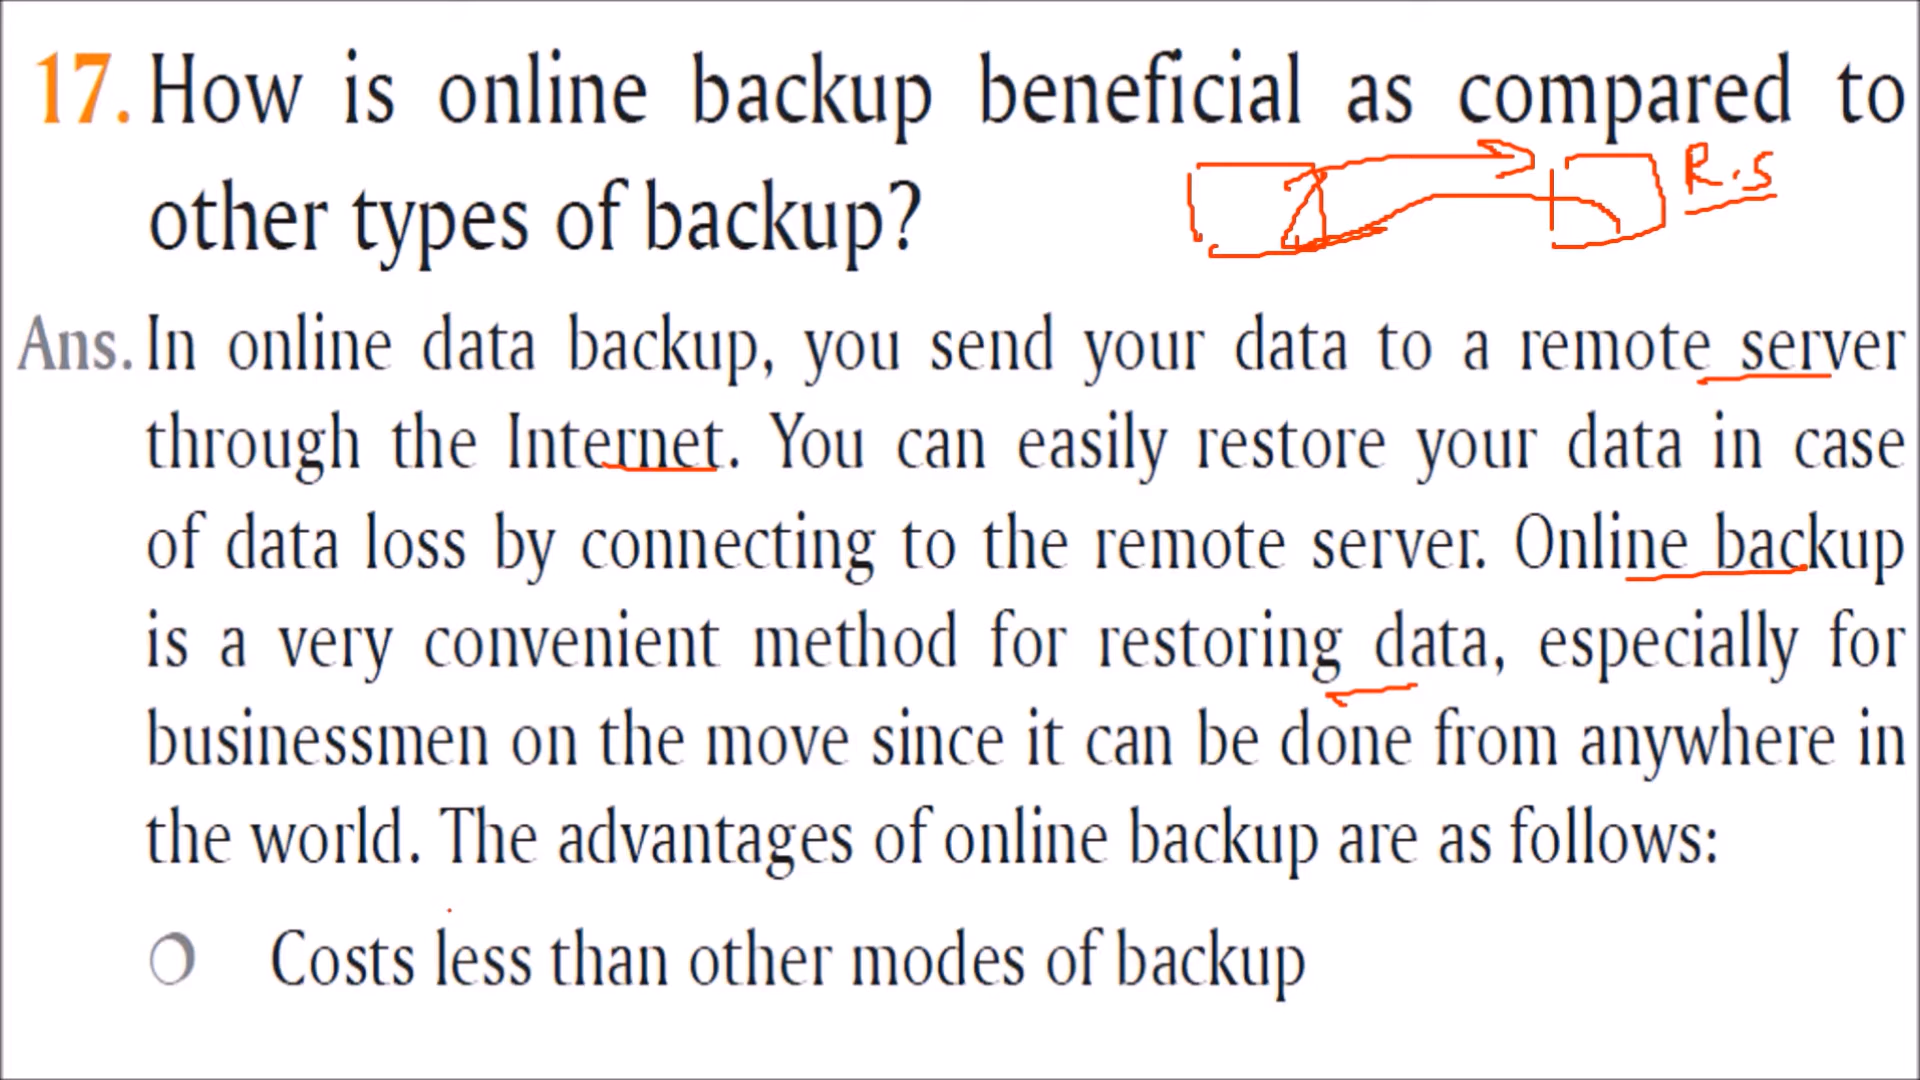 17. How is online backup beneficial as compared to
R.S
other types of backup?
Ans. In online data backup, you send your data to a remote server
through the Internet. You can easily restore your data in case
of data loss by connecting to the remote server. Online backup
is a very convenient method for restoring data, especially for
businessmen on the move since it can be done from anywhere in
the world. The advantages of online backup are as follows:
Costs less than other modes of backup